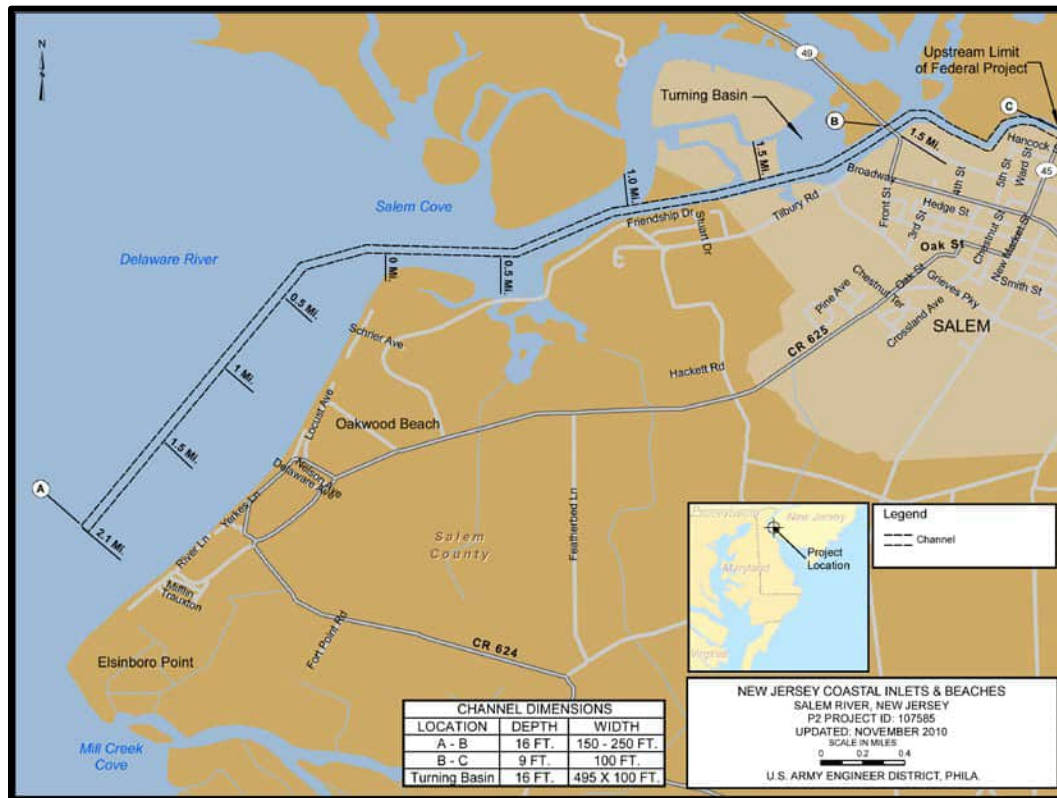 N
49
Upstream Limit
of Federal Project
Turning Basin
B
C
1.5 Mi.
Hancock
45
1.5 Mi.
1.0 Mi.
Broadway
4th St
5th St
Ward St
Salem Cove
Friendship Dr
Stuart Dr
Tilbury Rd
Front St
3rd St
Hedge St
Chestnut St
New Market St
Delaware River
0 Mi.
0.5 Mi.
Oak St
Oak St
Smith St
0.5 Mi.
Pine Ave
Chestnut Ter
Grieves Pky
Crossland Ave
SALEM
Schrier Ave
CR 625
1 Mi.
Hackett Rd
Locust Ave
Oakwood Beach
1.5 Mi.
Nelson Ave
Delaware Ave
A
Yerkes Ln
2.1 Mi.
River Ln
Featherbed Ln
Salem
County
Mifflin
Trauxton
Elsinboro Point
Fort Point Rd
CR 624
Mill Creek
Cove
Pennsylvania
New Jersey
Project
Location
Maryland
Virginia
Legend
Channel
CHANNEL DIMENSIONS
LOCATION DEPTH WIDTH
A - B 16 FT. 150 - 250 FT.
B - C 9 FT. 100 FT.
Turning Basin 16 FT. 495 X 100 FT.
NEW JERSEY COASTAL INLETS & BEACHES
SALEM RIVER, NEW JERSEY
P2 PROJECT ID: 107585
UPDATED: NOVEMBER 2010
SCALE IN MILES
0 0.2 0.4
U.S. ARMY ENGINEER DISTRICT, PHILA.